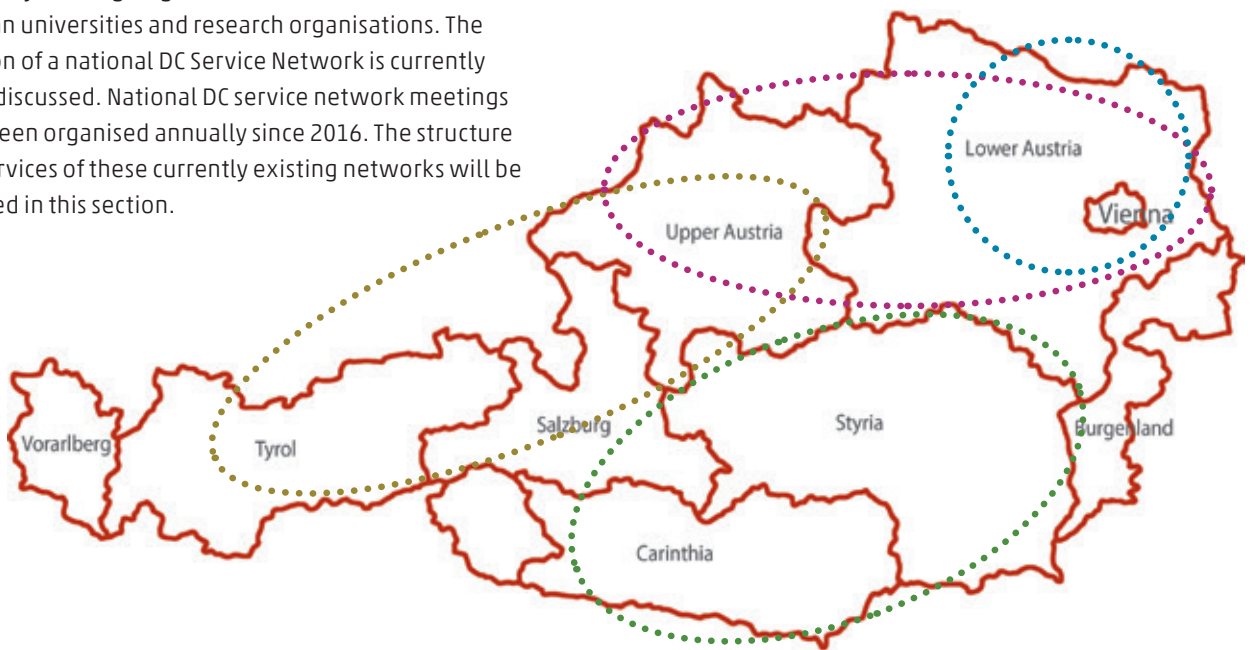 an universities and research organisations. The
on of a national DC Service Network is currently
discussed. National DC service network meetings
een organised annually since 2016. The structure
rvices of these currently existing networks will be
ed in this section.
Lower Austria
Vienna
Upper Austria
Vorarlberg
Tyrol
Salzburg
Styria
Burgenland
Carinthia